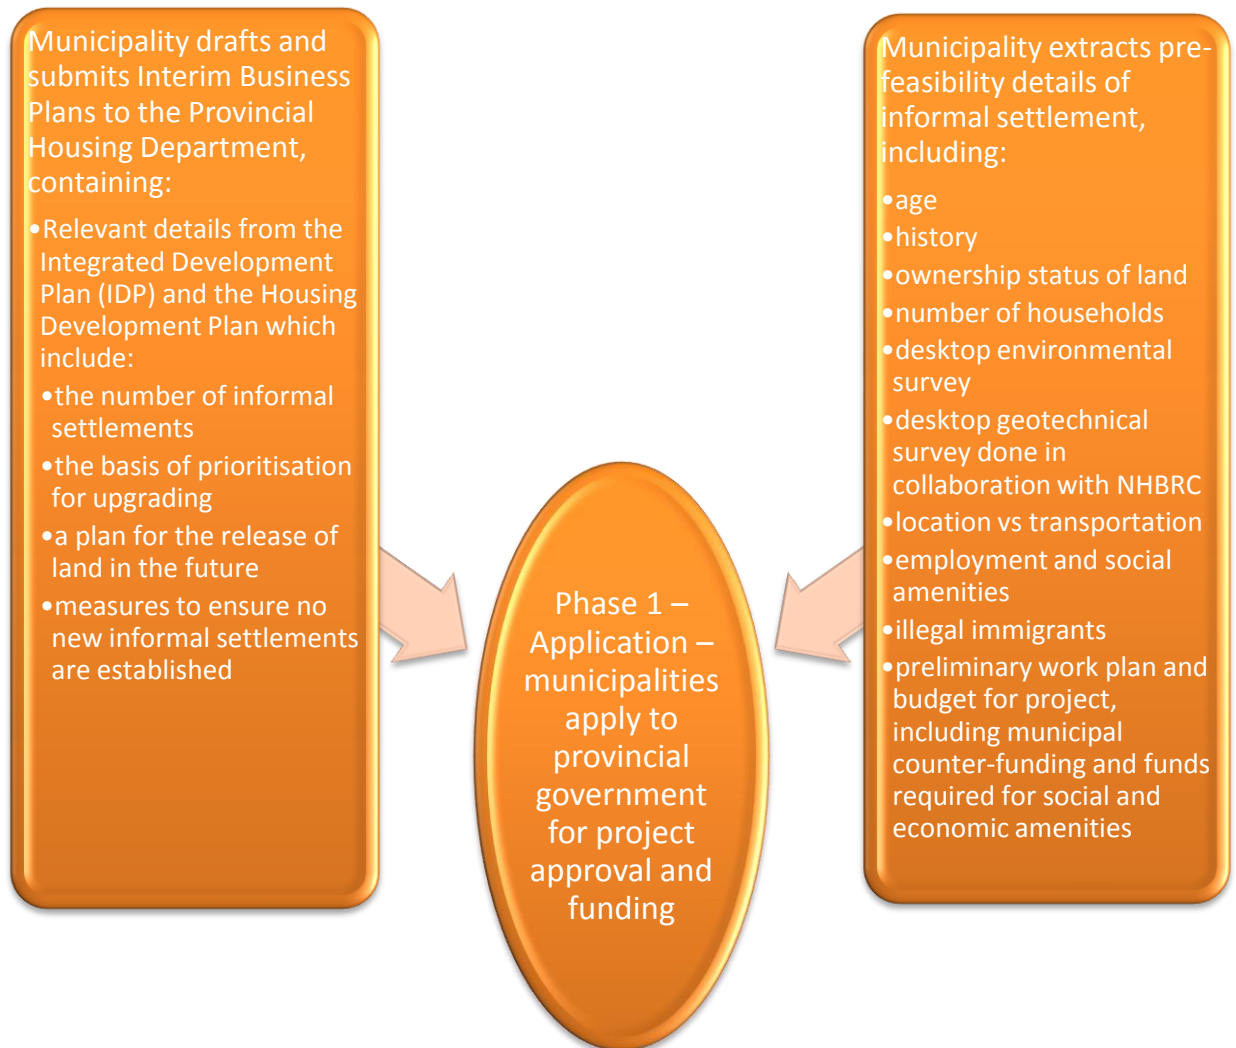 Municipality drafts and
submits Interim Business
Plans to the Provincial
Housing Department,
containing:
•Relevant details from the
Integrated Development
Plan (IDP) and the Housing
Development Plan which
include:
•the number of informal
settlements
•the basis of prioritisation
for upgrading
•a plan for the release of
land in the future
•measures to ensure no
new informal settlements
are established
Phase 1 –
Application –
municipalities
apply to
provincial
government
for project
approval and
funding
Municipality extracts pre-
feasibility details of
informal settlement,
including:
•age
•history
•ownership status of land
•number of households
•desktop environmental
survey
•desktop geotechnical
survey done in
collaboration with NHBRC
•location vs transportation
•employment and social
amenities
•illegal immigrants
•preliminary work plan and
budget for project,
including municipal
counter-funding and funds
required for social and
economic amenities